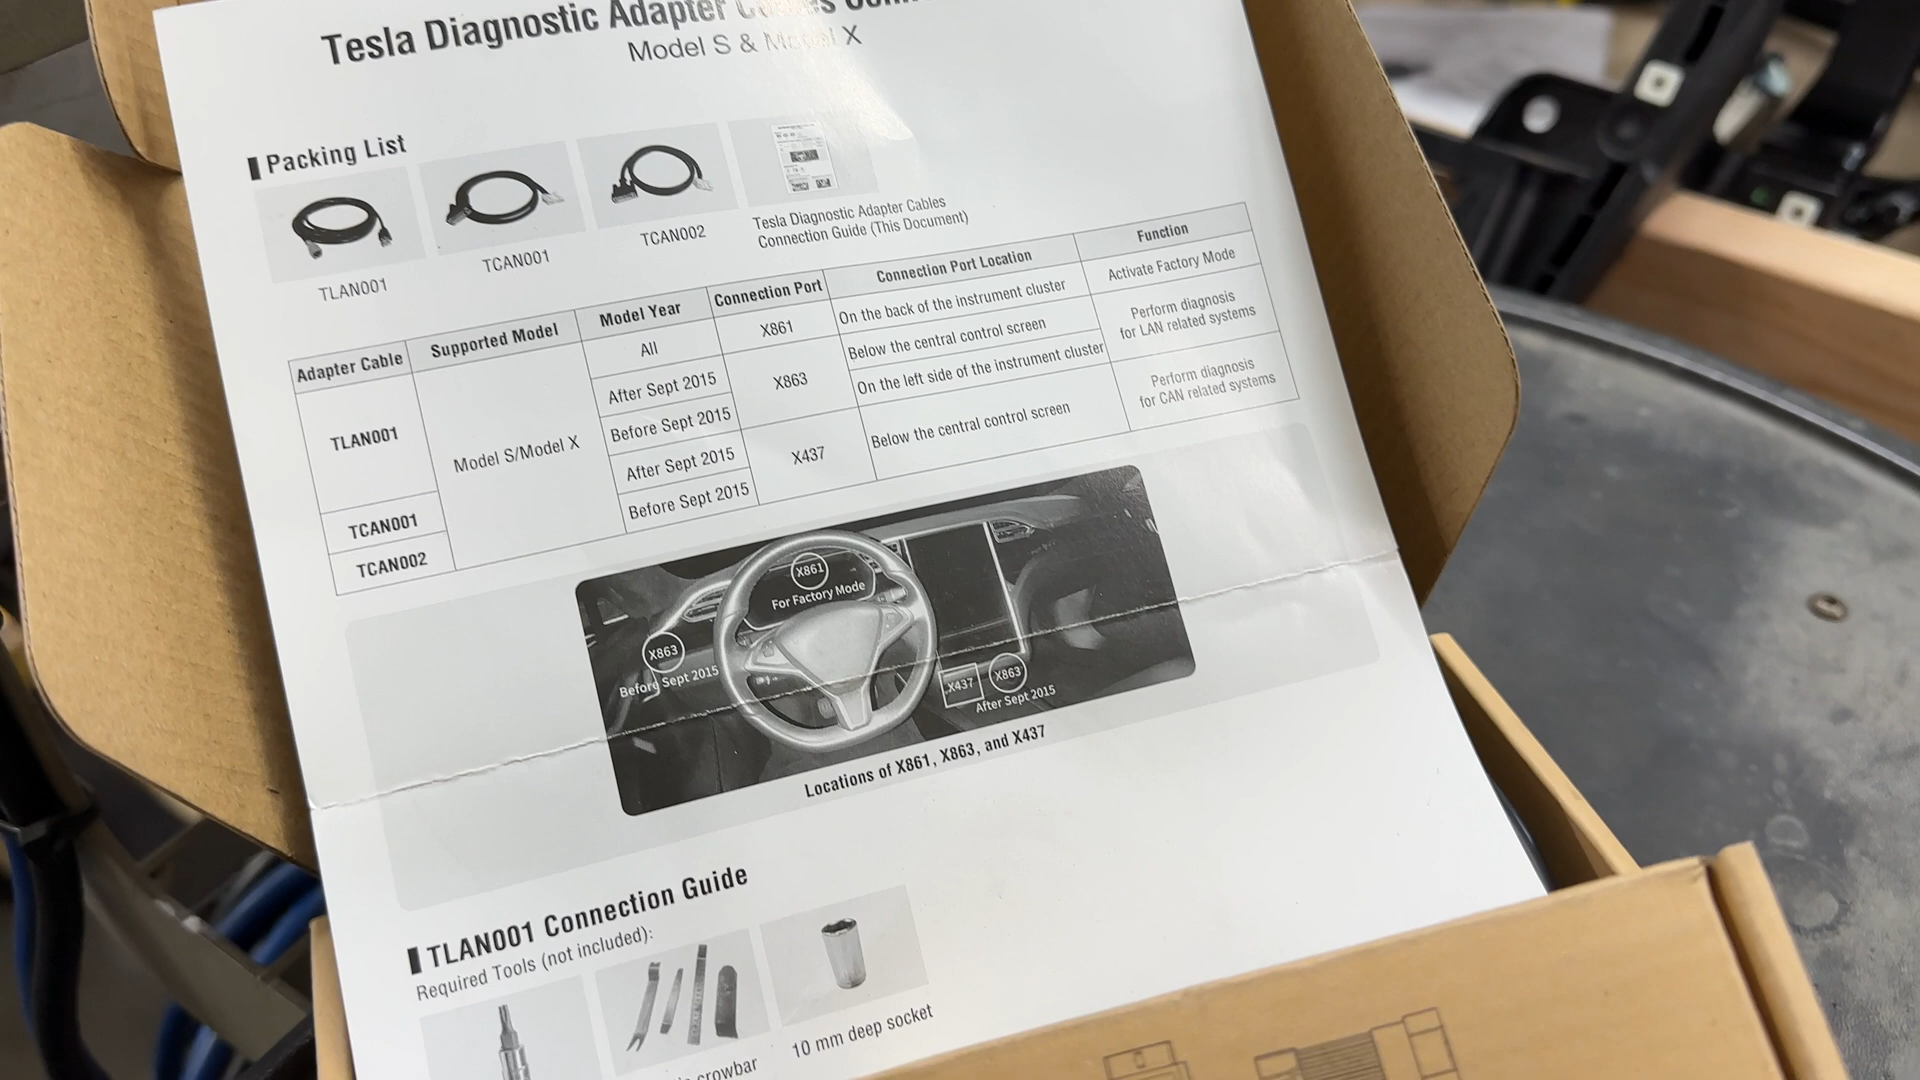 Tesla Diagnostic Adapter
Model S & Model X
Packing List
TLAN001
TCAN001
TCAN002
Tesla Diagnostic Adapter Cables
Connection Guide (This Document)
Adapter Cable Supported Model Model Year Connection Port Connection Port Location Function
TLAN001 Model S/Model X All X861 On the back of the instrument cluster Activate Factory Mode
After Sept 2015 X863 Below the central control screen Perform diagnosis
for LAN related systems
Before Sept 2015 On the left side of the instrument cluster
TCAN001 After Sept 2015 X437 Below the central control screen Perform diagnosis
for CAN related systems
TCAN002 Before Sept 2015
X861
For Factory Mode
X863
Before Sept 2015
X437 X863
After Sept 2015
Locations of X861, X863, and X437
TLAN001 Connection Guide
Required Tools (not included):
crowbar
10 mm deep socket